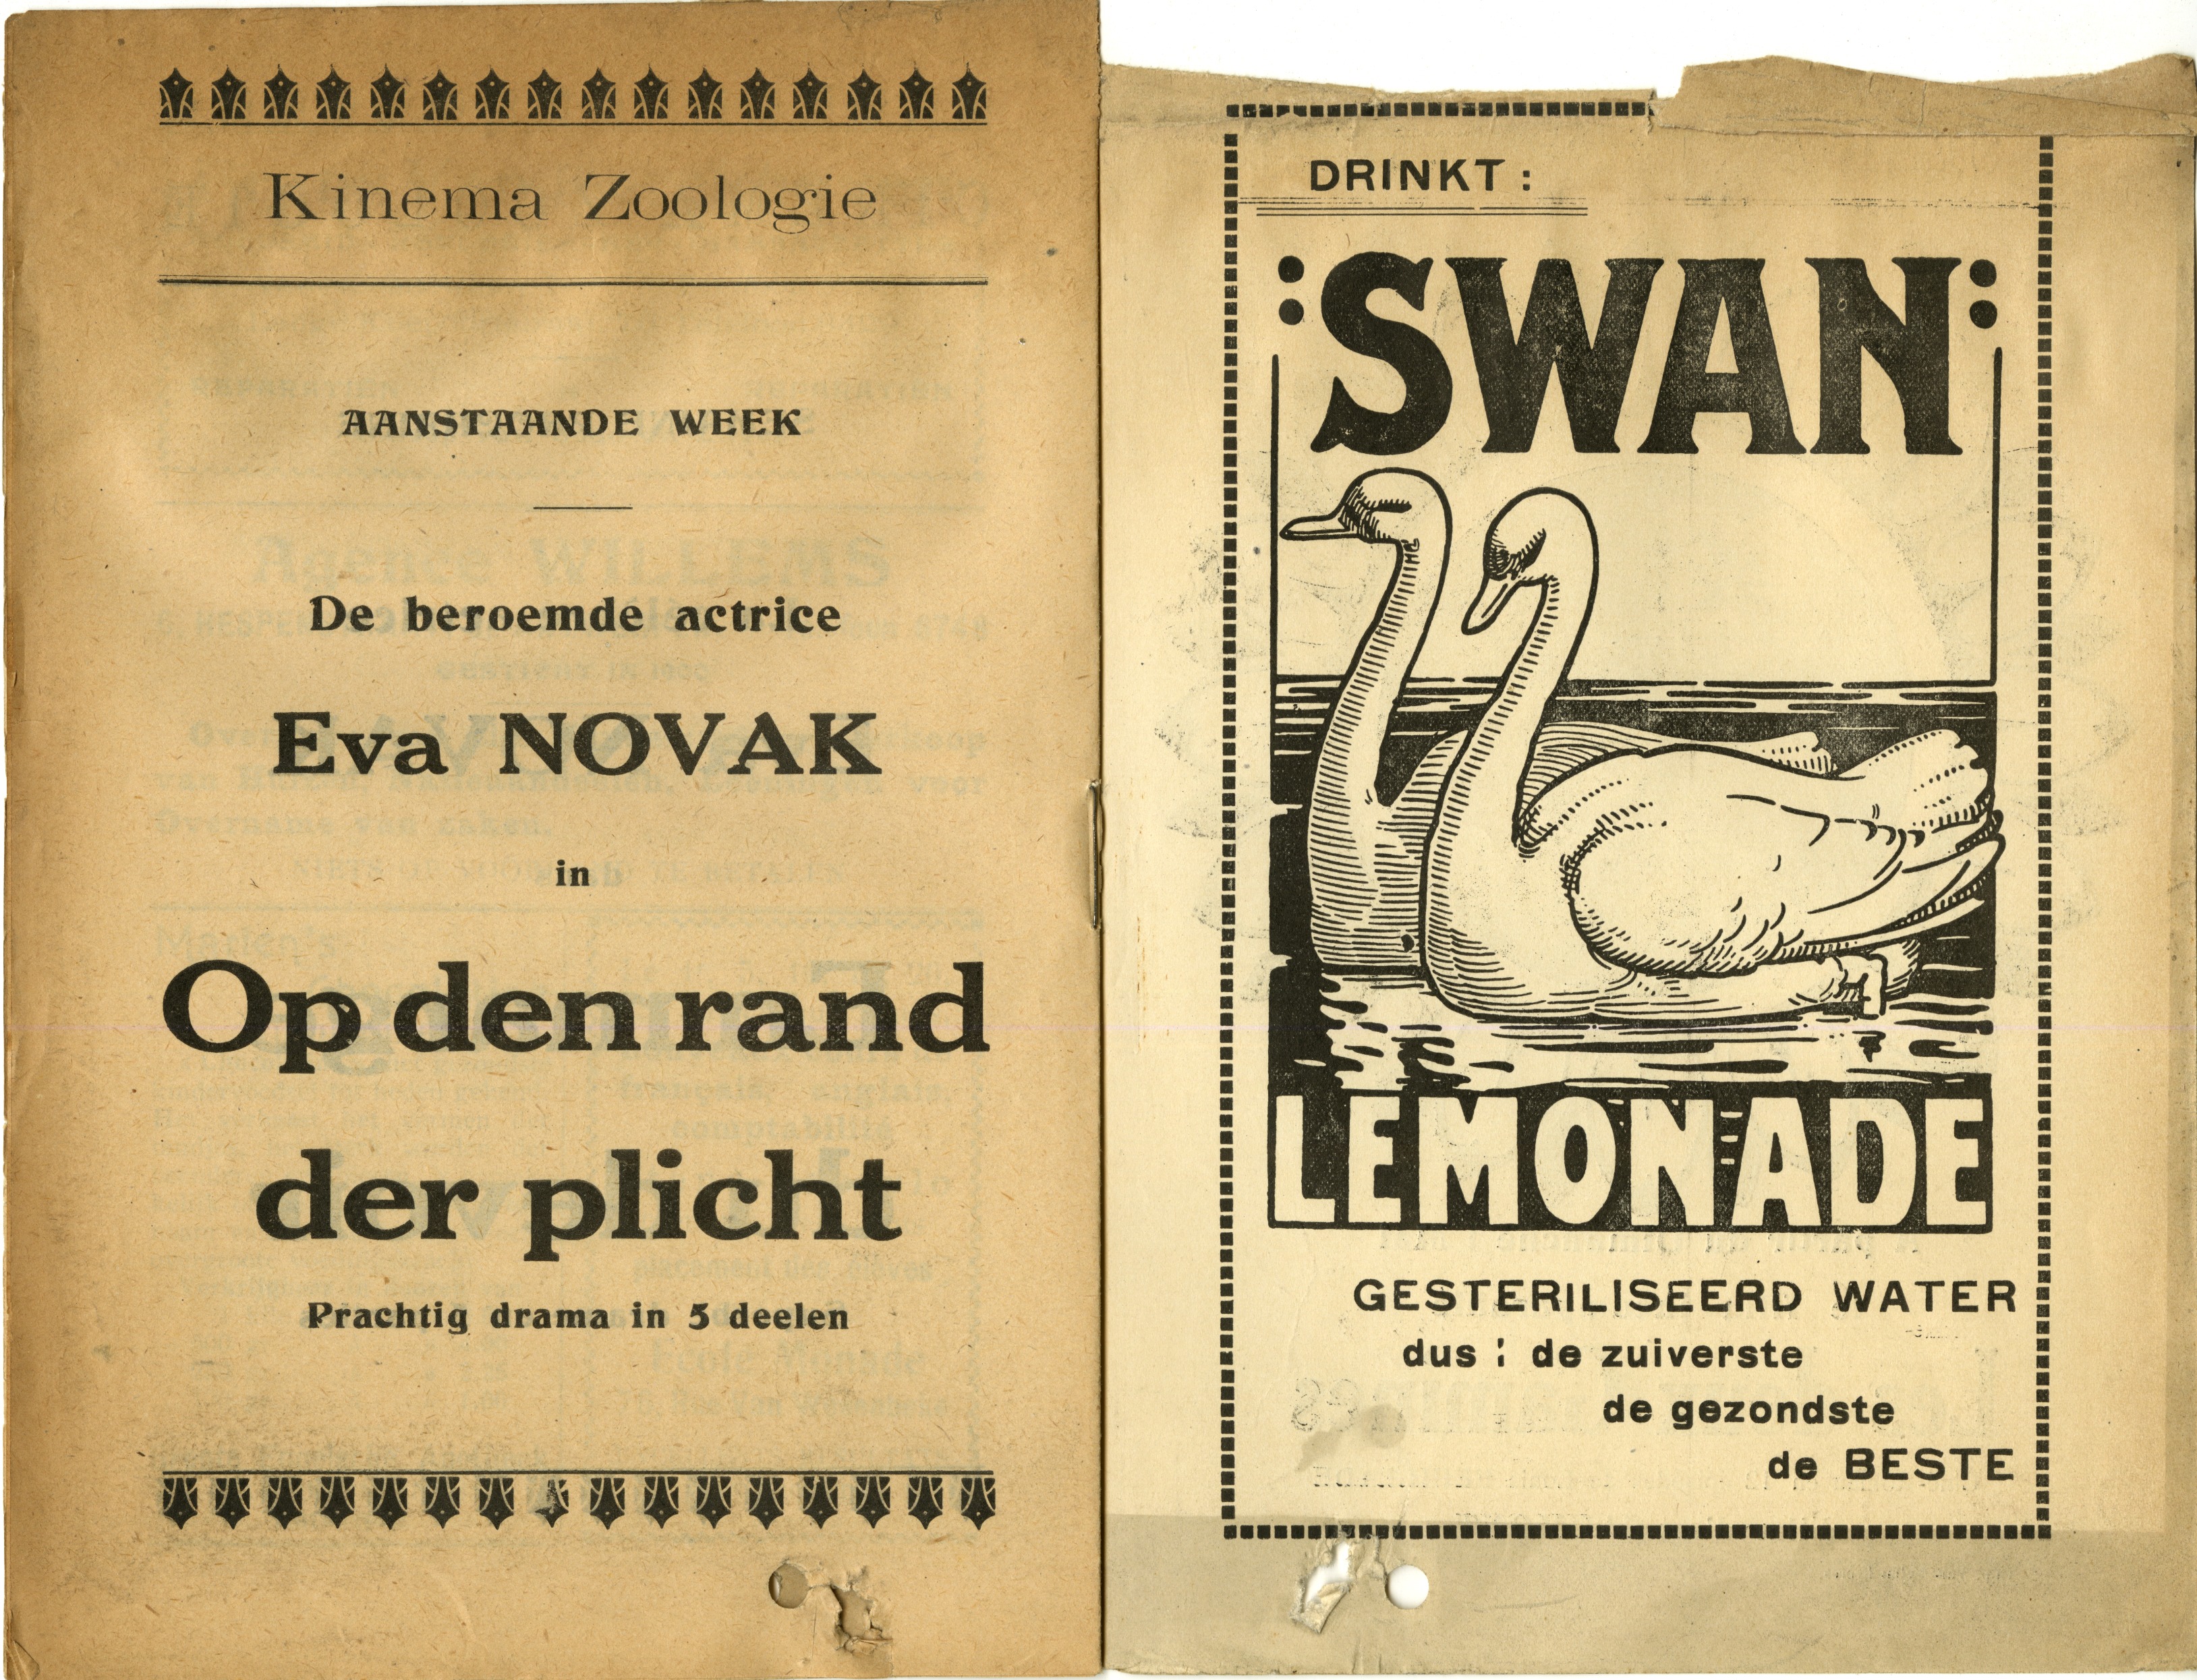 Kinema Zoologie
AANSTAANDE WEEK
De beroemde actrice
Eva NOVAK
in
Op den rand
der plicht
Prachtig drama in 5 deelen
DRINKT :
:SWAN:
LEMONADE
GESTERILISEERD WATER
dus : de zuiverste
de gezondste
de BESTE